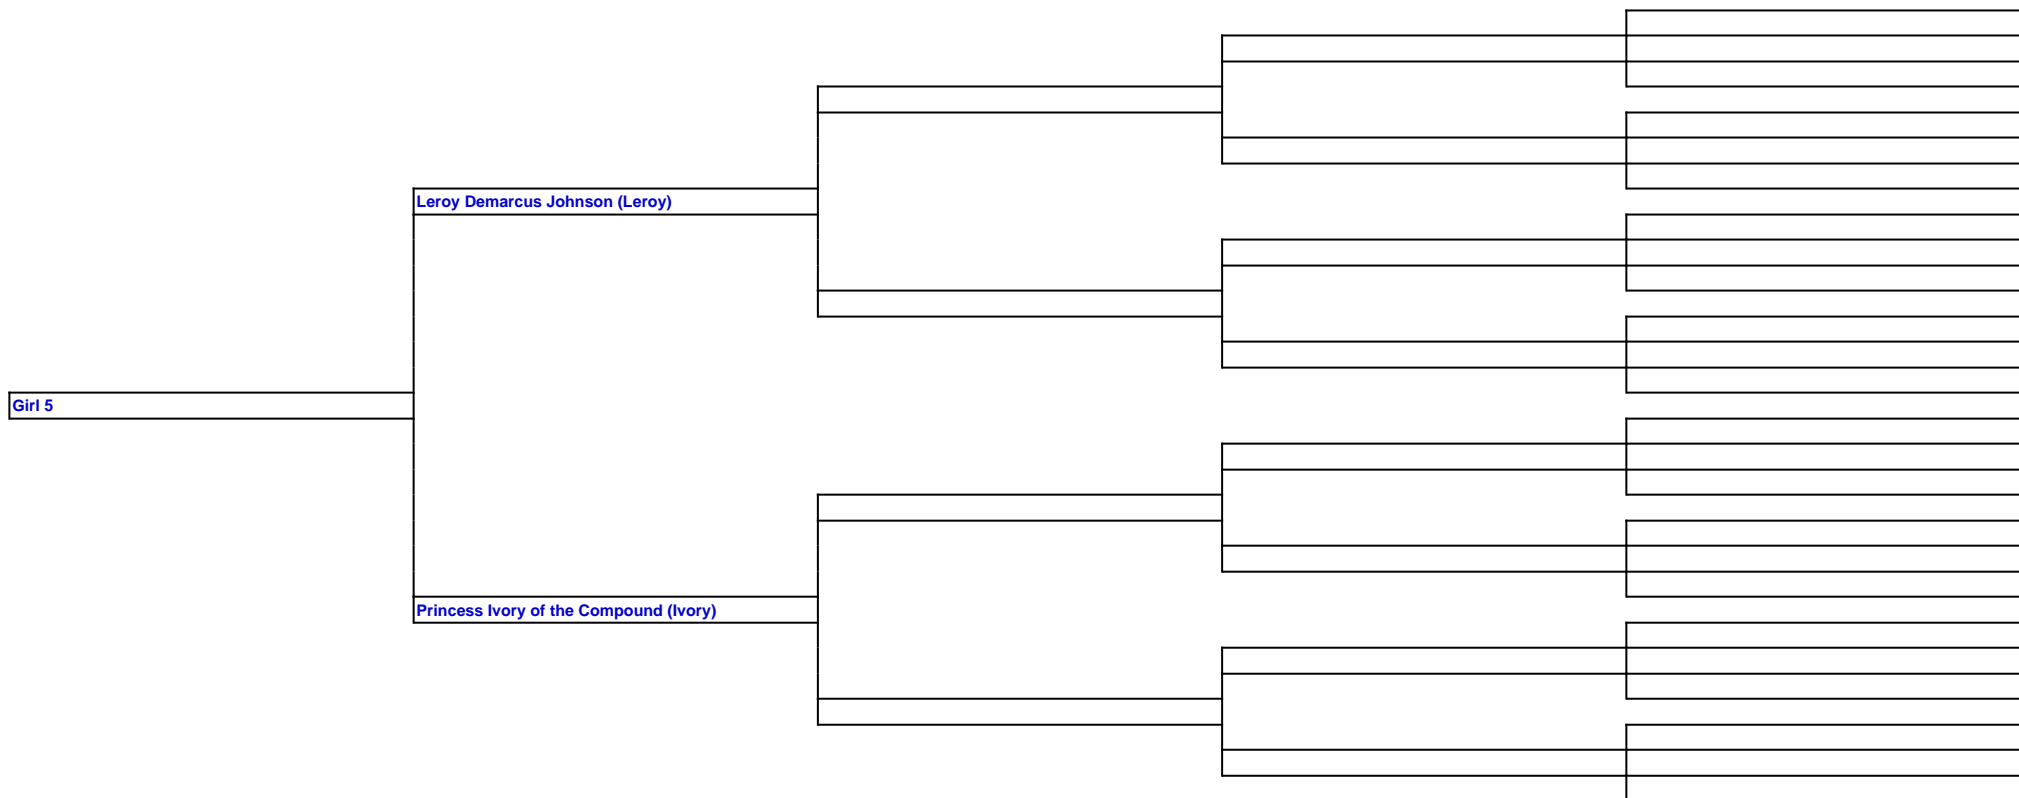 Leroy Demarcus Johnson (Leroy)
Girl 5
Princess Ivory of the Compound (Ivory)